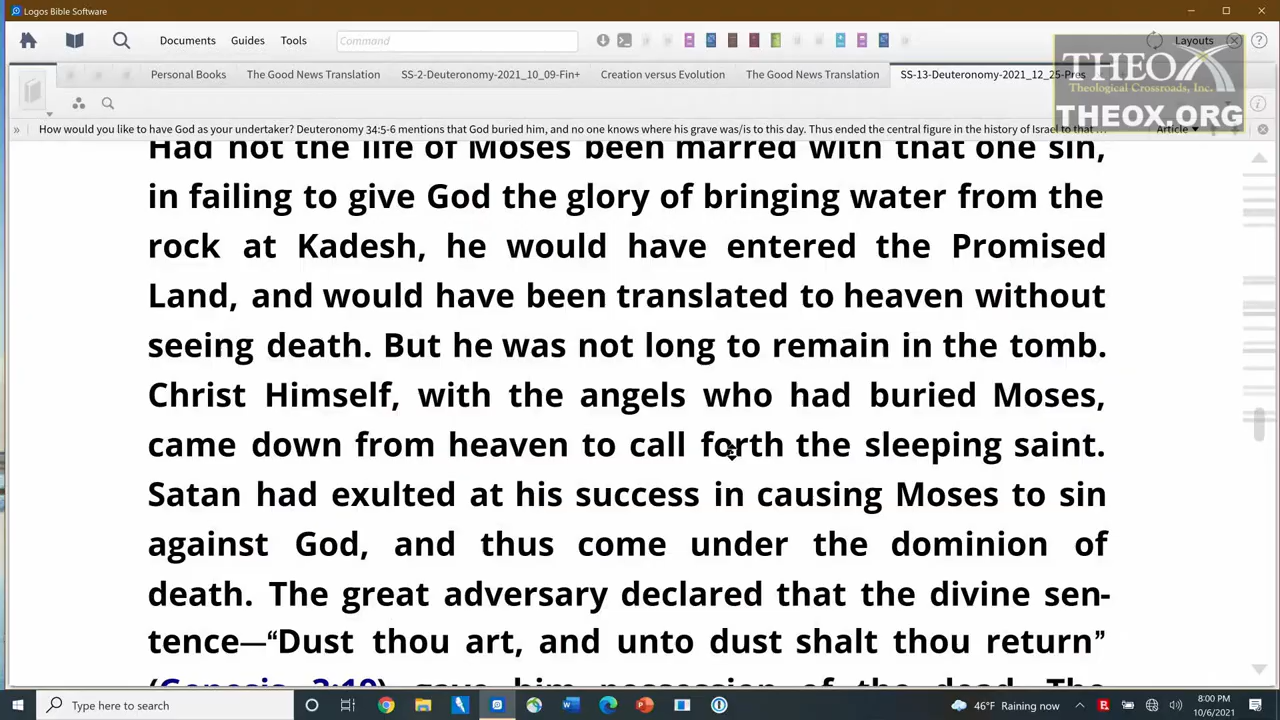 Logos Bible Software
Documents Guides Tools Command Layouts
THEOX
Theological Crossroads, Inc.
THEOX.ORG
Personal Books The Good News Translation SS-2-Deuteronomy-2021_10_09-Fin+ Creation versus Evolution The Good News Translation SS-13-Deuteronomy-2021_12_25-Pres
How would you like to have God as your undertaker? Deuteronomy 34:5-6 mentions that God buried him, and no one knows where his grave was/is to this day. Thus ended the central figure in the history of Israel to that ... Article
Had not the life of Moses been marred with that one sin,
in failing to give God the glory of bringing water from the
rock at Kadesh, he would have entered the Promised
Land, and would have been translated to heaven without
seeing death. But he was not long to remain in the tomb.
Christ Himself, with the angels who had buried Moses,
came down from heaven to call forth the sleeping saint.
Satan had exulted at his success in causing Moses to sin
against God, and thus come under the dominion of
death. The great adversary declared that the divine sen-
tence—“Dust thou art, and unto dust shalt thou return”
(Genesis 3:19) gave him possession of the dead. The
Type here to search
46°F Raining now
8:00 PM
10/6/2021